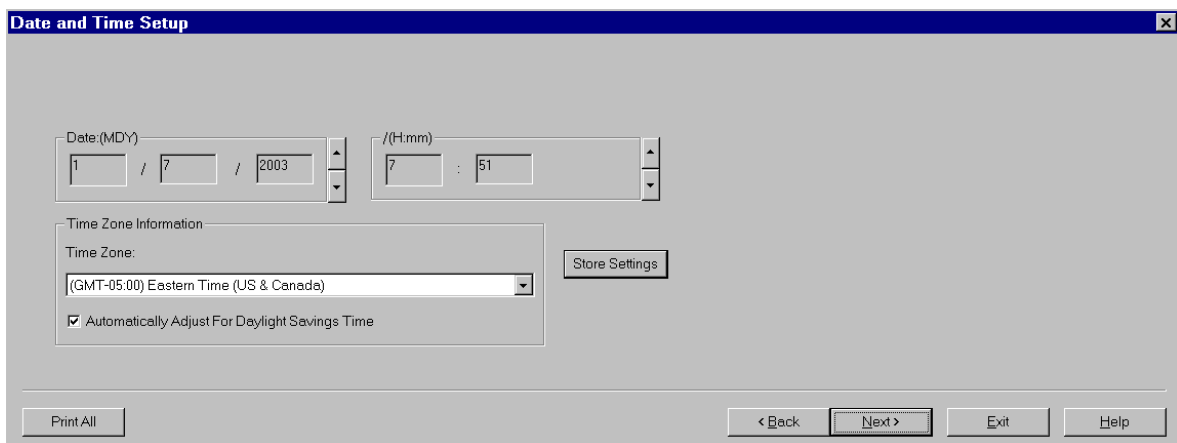 Date and Time Setup
Date:(MDY)
1 / 7 / 2003
/(H:mm)
7 : 51
Time Zone Information
Time Zone:
(GMT-05:00) Eastern Time (US & Canada)
Automatically Adjust For Daylight Savings Time
Store Settings
Print All
< Back
Next >
Exit
Help